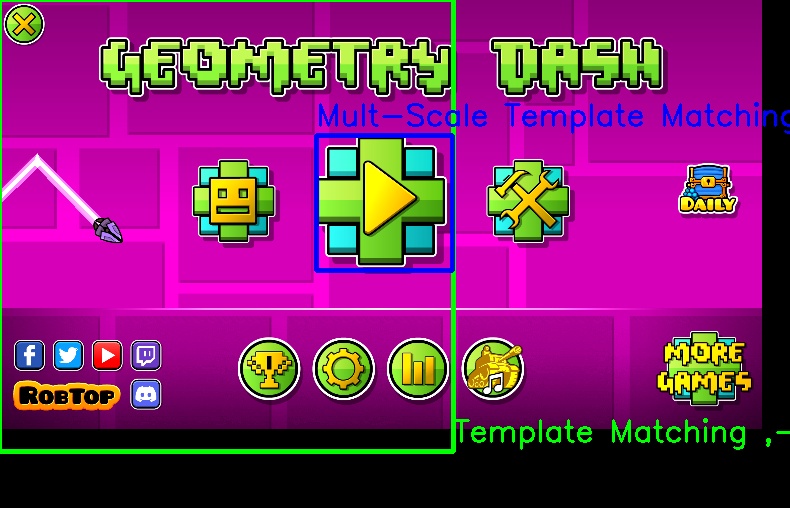 GEOMETRY DASH
Mult-Scale Template Matching
DAILY
f
ROBTOP
MORE
GAMES
Template Matching ,-